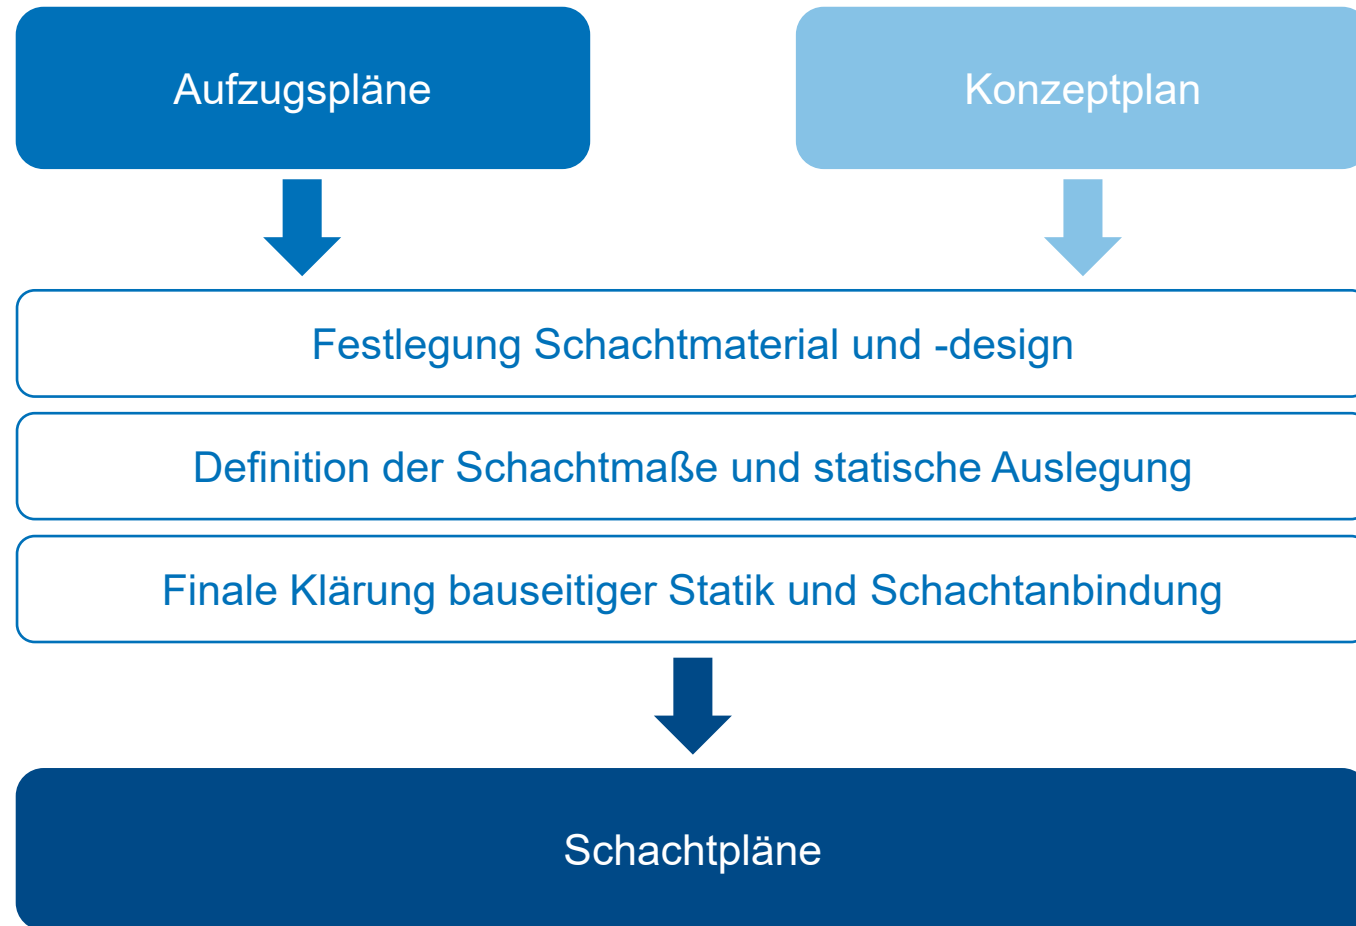 Aufzugspläne
Konzeptplan
Festlegung Schachtmaterial und -design
Definition der Schachtmaße und statische Auslegung
Finale Klärung bauseitiger Statik und Schachtanbindung
Schachtpläne